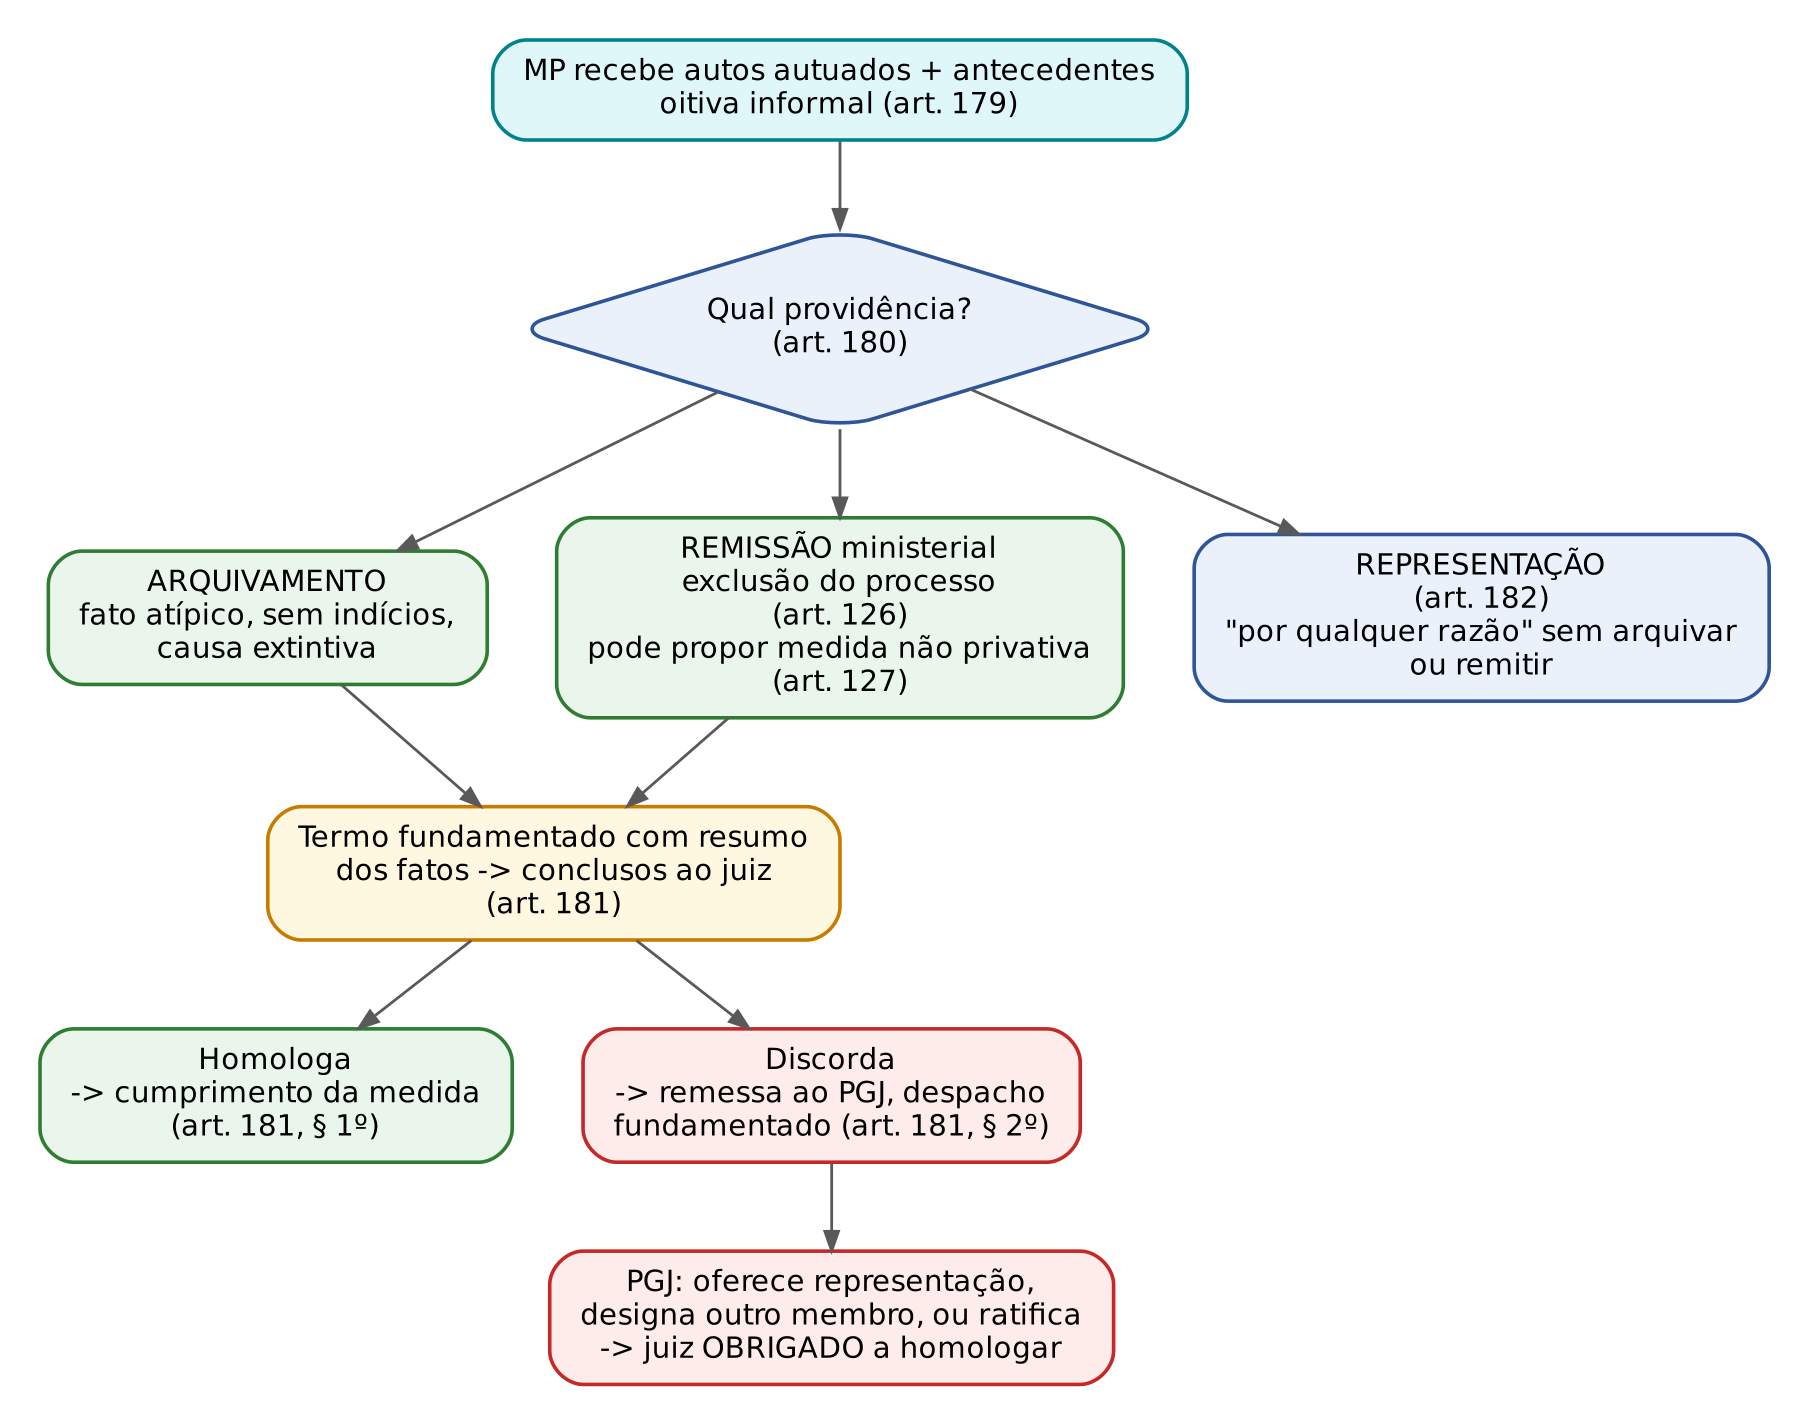 MP recebe autos autuados + antecedentes
oitiva informal (art. 179)
Qual providência?
(art. 180)
ARQUIVAMENTO
fato atípico, sem indícios,
causa extintiva
REMISSÃO ministerial
exclusão do processo
(art. 126)
pode propor medida não privativa
(art. 127)
REPRESENTAÇÃO
(art. 182)
"por qualquer razão" sem arquivar
ou remitir
Termo fundamentado com resumo
dos fatos -> conclusos ao juiz
(art. 181)
Homologa
-> cumprimento da medida
(art. 181, § 1º)
Discorda
-> remessa ao PGJ, despacho
fundamentado (art. 181, § 2º)
PGJ: oferece representação,
designa outro membro, ou ratifica
-> juiz OBRIGADO a homologar